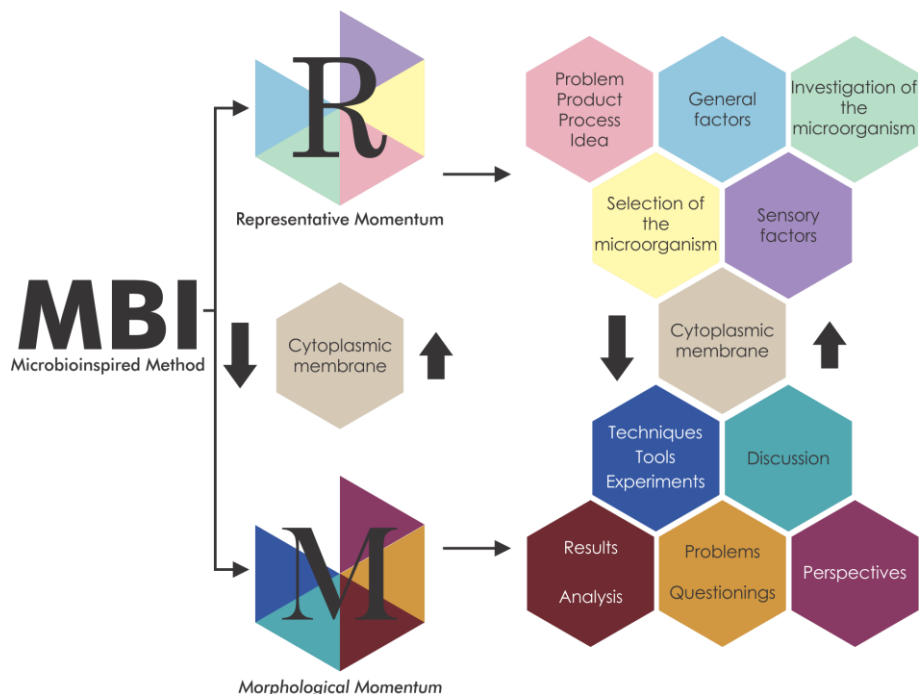 R
Representative Momentum
Problem
Product
Process
Idea
General
factors
Investigation of
the
microorganism
Selection of
the
microorganism
Sensory
factors
MBI
Microbioinspired Method
Cytoplasmic
membrane
Cytoplasmic
membrane
Techniques
Tools
Experiments
Discussion
M
Morphological Momentum
Results
Analysis
Problems
Questionings
Perspectives